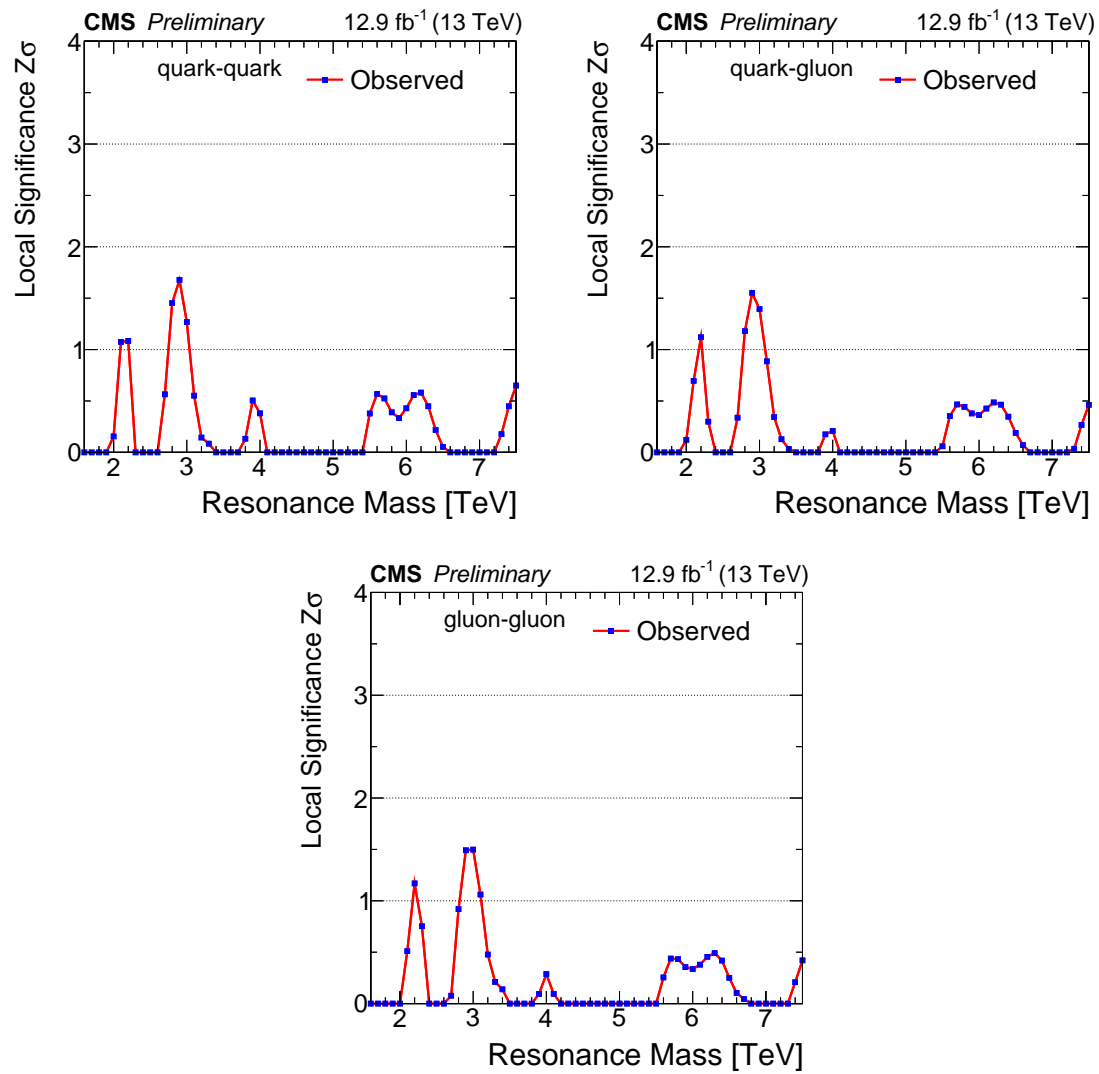 CMS Preliminary 12.9 fb⁻¹ (13 TeV)
Local Significance Zσ
quark-quark
Observed
4
3
2
1
0
2 3 4 5 6 7
Resonance Mass [TeV]
CMS Preliminary 12.9 fb⁻¹ (13 TeV)
Local Significance Zσ
quark-gluon
Observed
4
3
2
1
0
2 3 4 5 6 7
Resonance Mass [TeV]
CMS Preliminary 12.9 fb⁻¹ (13 TeV)
Local Significance Zσ
gluon-gluon
Observed
4
3
2
1
0
2 3 4 5 6 7
Resonance Mass [TeV]